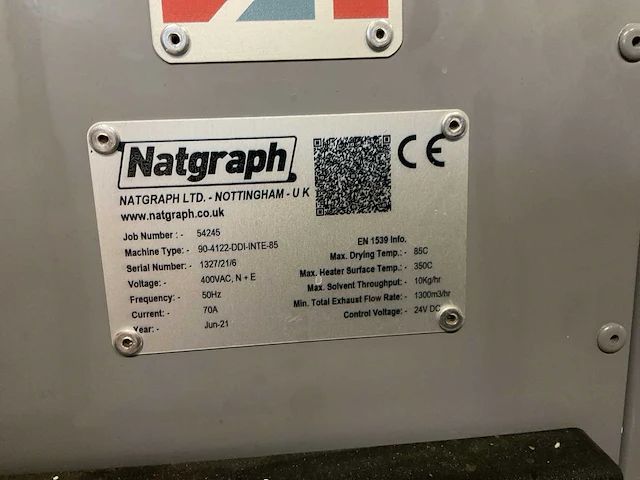 Natgraph
NATGRAPH LTD. - NOTTINGHAM - U K
www.natgraph.co.uk
CE
Job Number : - 54245
Machine Type: - 90-4122-DDI-INTE-85
Serial Number: - 1327/21/6
Voltage: - 400VAC, N + E
Frequency: - 50Hz
Current: - 70A
Year: - Jun-21
EN 1539 Info.
Max. Drying Temp.: - 85C
Max. Heater Surface Temp.: - 350C
Max. Solvent Throughput: - 10Kg/hr
Min. Total Exhaust Flow Rate: - 1300m3/hr
Control Voltage: - 24V DC